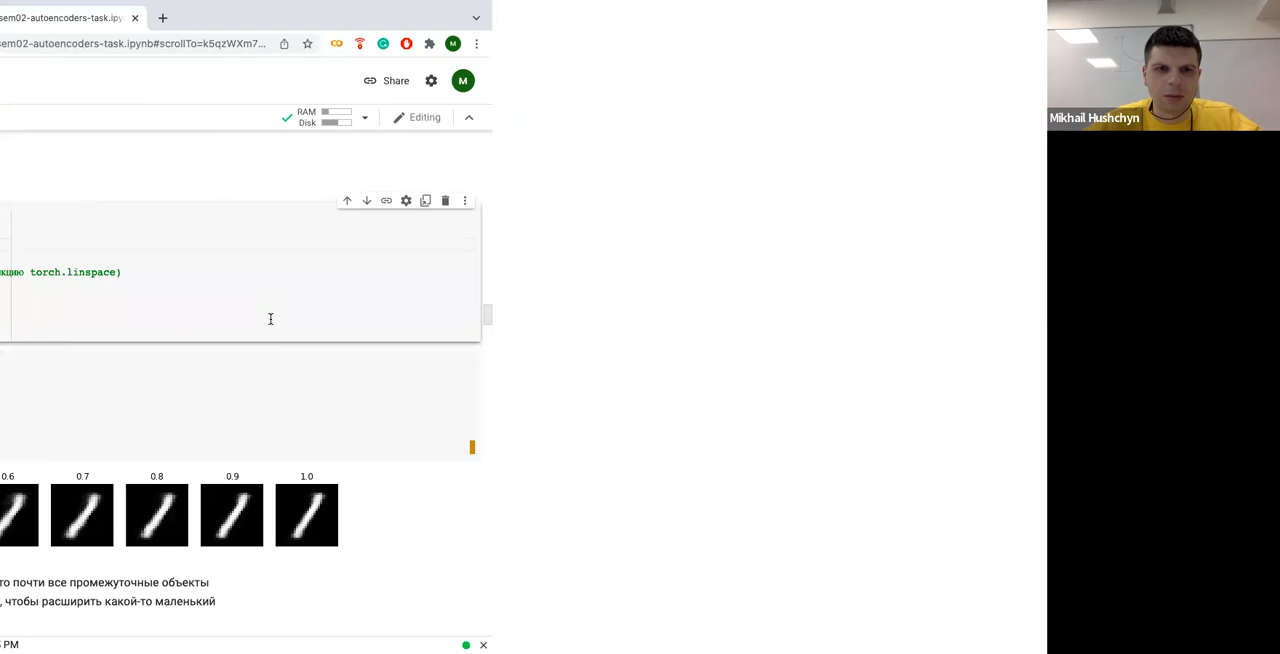 sem02-autoencoders-task.ipy
sem02-autoencoders-task.ipynb#scrollTo=k5qzWXm7...
M
Share
M
RAM
Disk
Editing
Mikhail Hushchyn
torch.linspace)
0.6 0.7 0.8 0.9 1.0
то почти все промежуточные объекты
, чтобы расширить какой-то маленький
PM